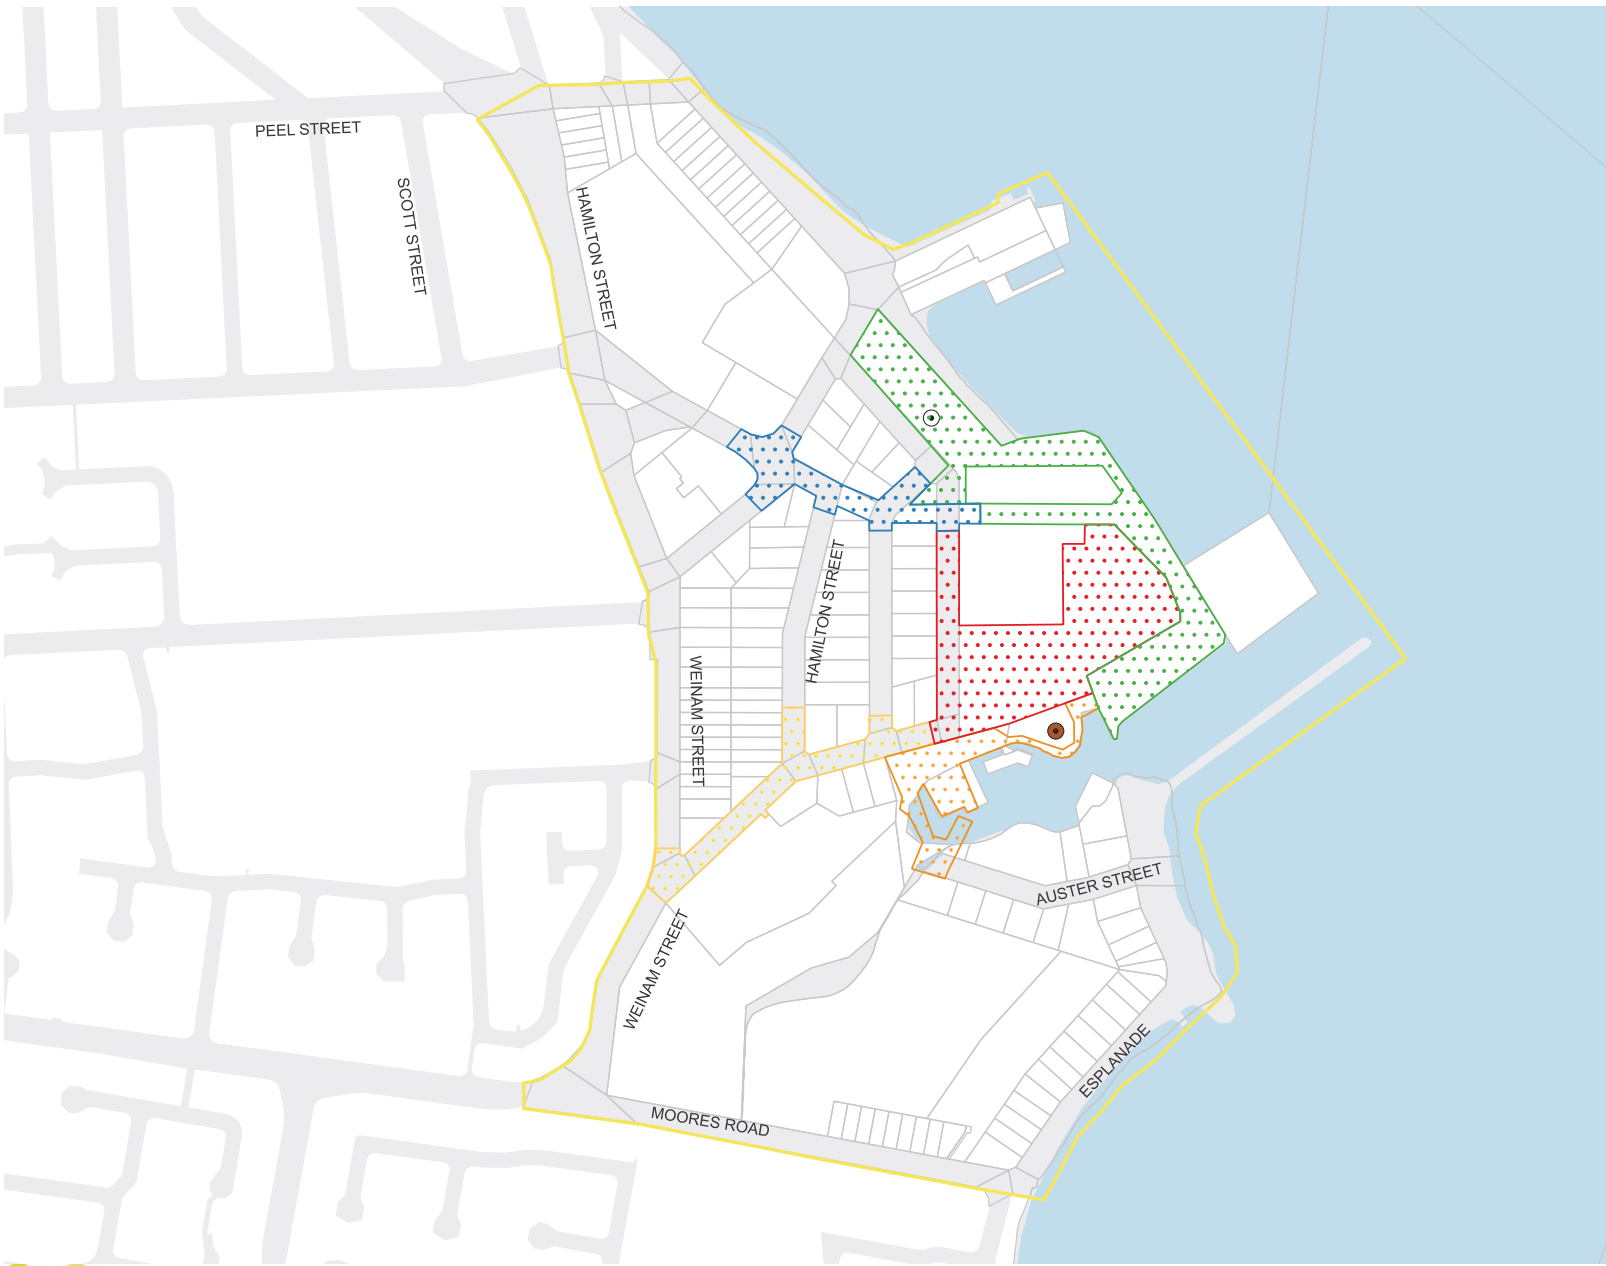 PEEL STREET
SCOTT STREET
HAMILTON STREET
HAMILTON STREET
WEINAM STREET
AUSTER STREET
WEINAM STREET
ESPLANADE
MOORES ROAD